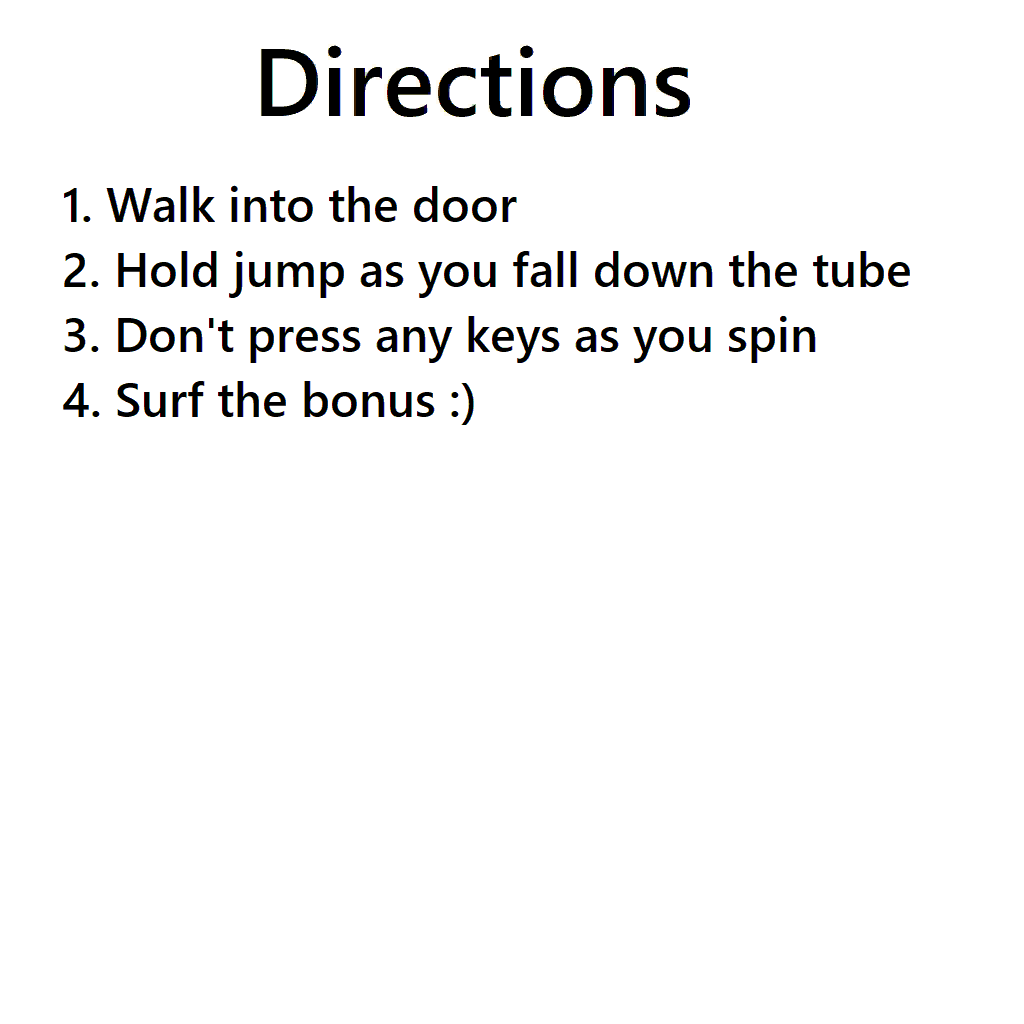 Directions
1. Walk into the door
2. Hold jump as you fall down the tube
3. Don't press any keys as you spin
4. Surf the bonus :)